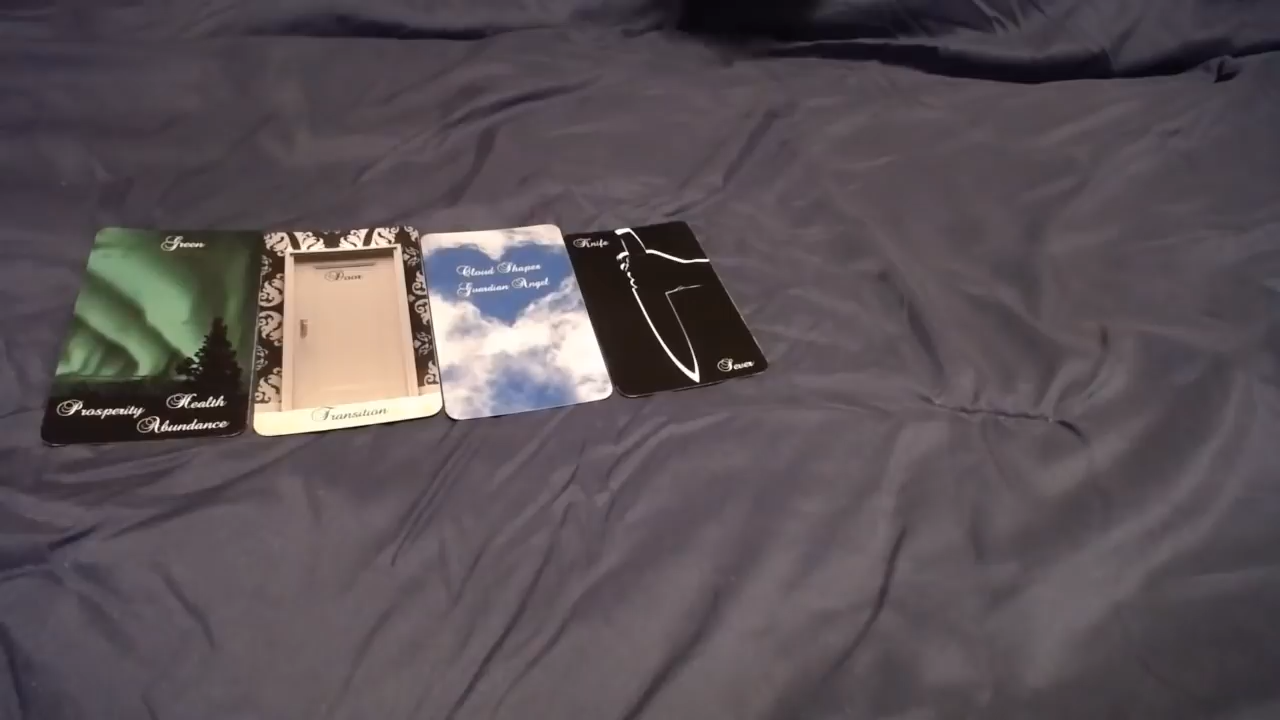 Green
Prosperity Health
Abundance
Door
Transition
Cloud Shapes
Guardian Angel
Knife
Sever